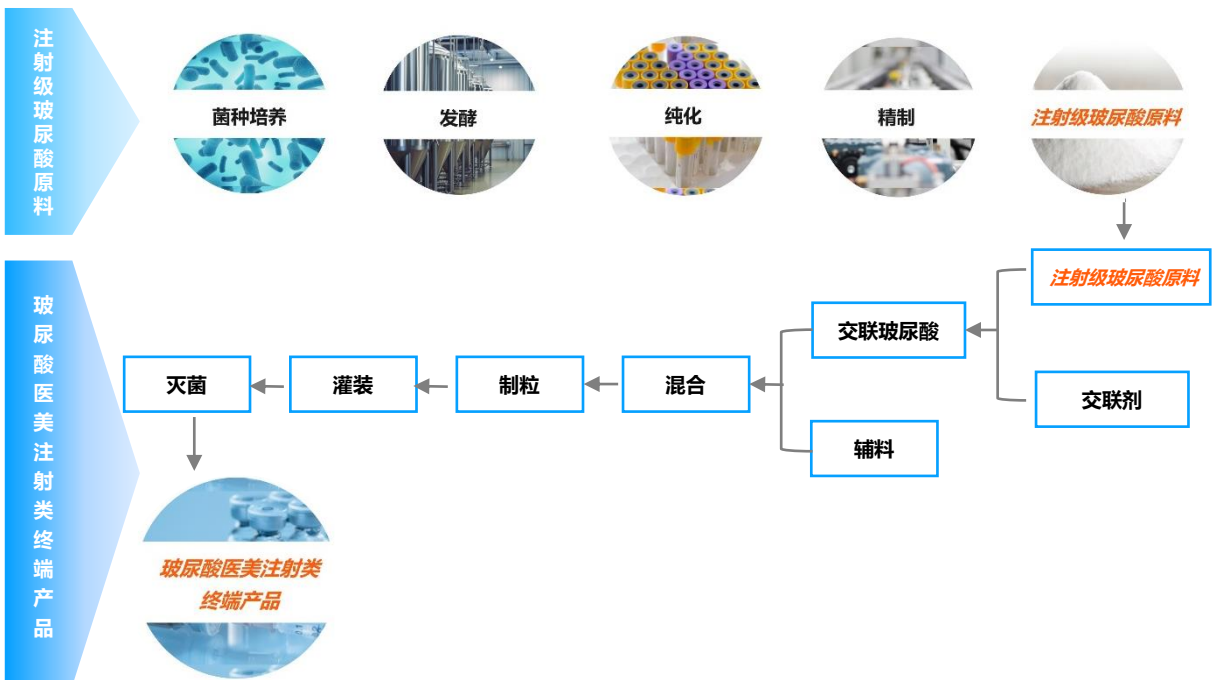 注射级玻尿酸原料
菌种培养
发酵
纯化
精制
注射级玻尿酸原料
玻尿酸医美注射类终端产品
注射级玻尿酸原料
交联剂
交联玻尿酸
辅料
混合
制粒
灌装
灭菌
玻尿酸医美注射类
终端产品